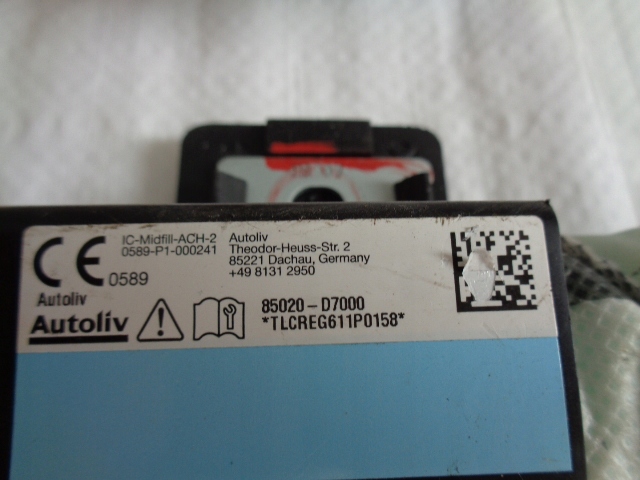 CE 0589
IC-Midfill-ACH-2
0589-P1-000241
Autoliv
Theodor-Heuss-Str. 2
85221 Dachau, Germany
+49 8131 2950
Autoliv
Autoliv
85020-D7000
*TLCREG611P0158*